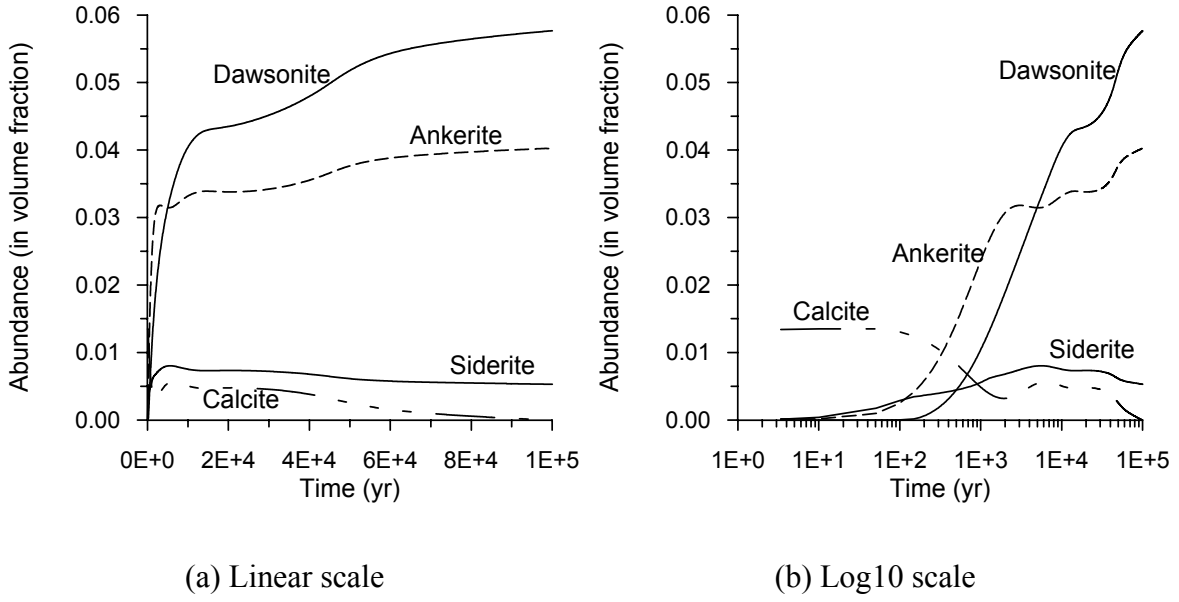 Abundance (in volume fraction)
0.06
0.05
0.04
0.03
0.02
0.01
0.00
Dawsonite
Ankerite
Siderite
Calcite
0E+0 2E+4 4E+4 6E+4 8E+4 1E+5
Time (yr)
(a) Linear scale
Abundance (in volume fraction)
0.06
0.05
0.04
0.03
0.02
0.01
0.00
Dawsonite
Ankerite
Calcite
Siderite
1E+0 1E+1 1E+2 1E+3 1E+4 1E+5
Time (yr)
(b) Log10 scale